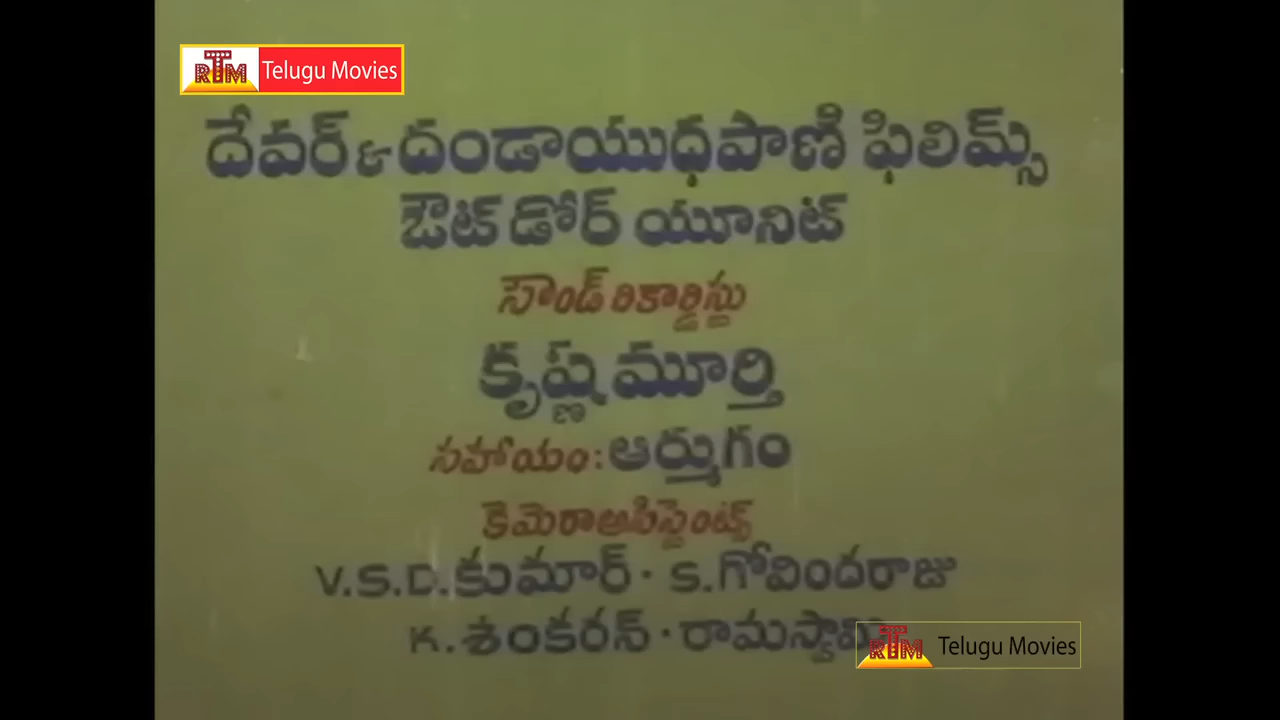 RTM Telugu Movies
దేవర్ & దండాయుధపాణి ఫిలిమ్స్
ఔట్ డోర్ యూనిట్
సౌండ్ రికార్డిస్టు
కృష్ణమూర్తి
సహాయం: ఆర్ముగం
కెమెరా అసిస్టెంట్స్
V.S.D. కుమార్ · S. గోవిందరాజు
K. శంకరన్ · రామస్వామి
RTM Telugu Movies